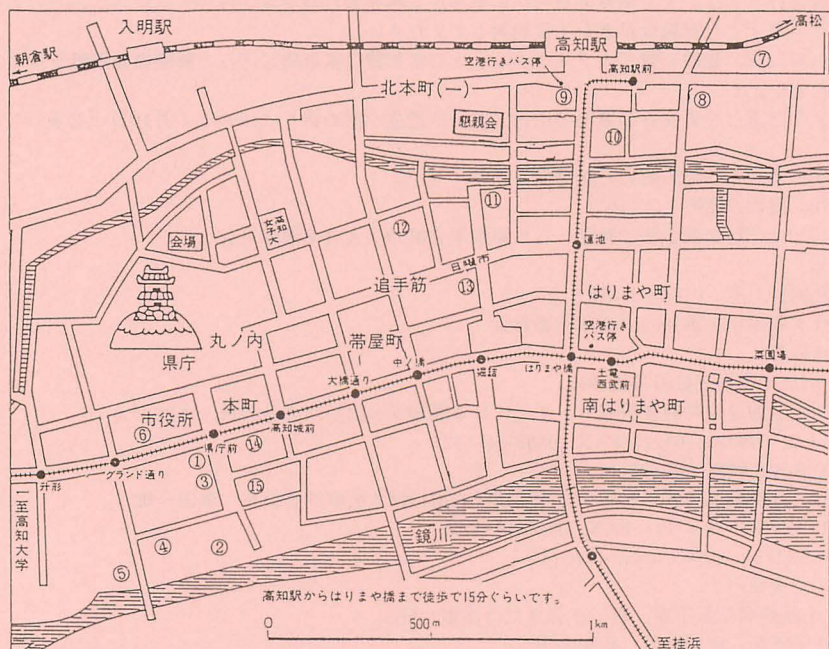 入明駅
高松
高知駅
朝倉駅
空港行きバス停
高知駅前
⑦
北本町(一)
⑨
⑧
懇親会
⑩
⑪
高知女子大
⑫
会場
蓮池
日曜市
追手筋
⑬
はりまや町
丸ノ内
帯屋町
空港行きバス停
県庁
中ノ橋
堀詰
はりまや橋
土電西武前
菜園場
大橋通り
本町
市役所
高知城前
南はりまや町
⑥
県庁前
⑭
①
グランド通り
③
⑮
升形
至高知大学
④
②
鏡川
⑤
高知駅からはりまや橋まで徒歩で15分ぐらいです。
0 500m 1km
至桂浜